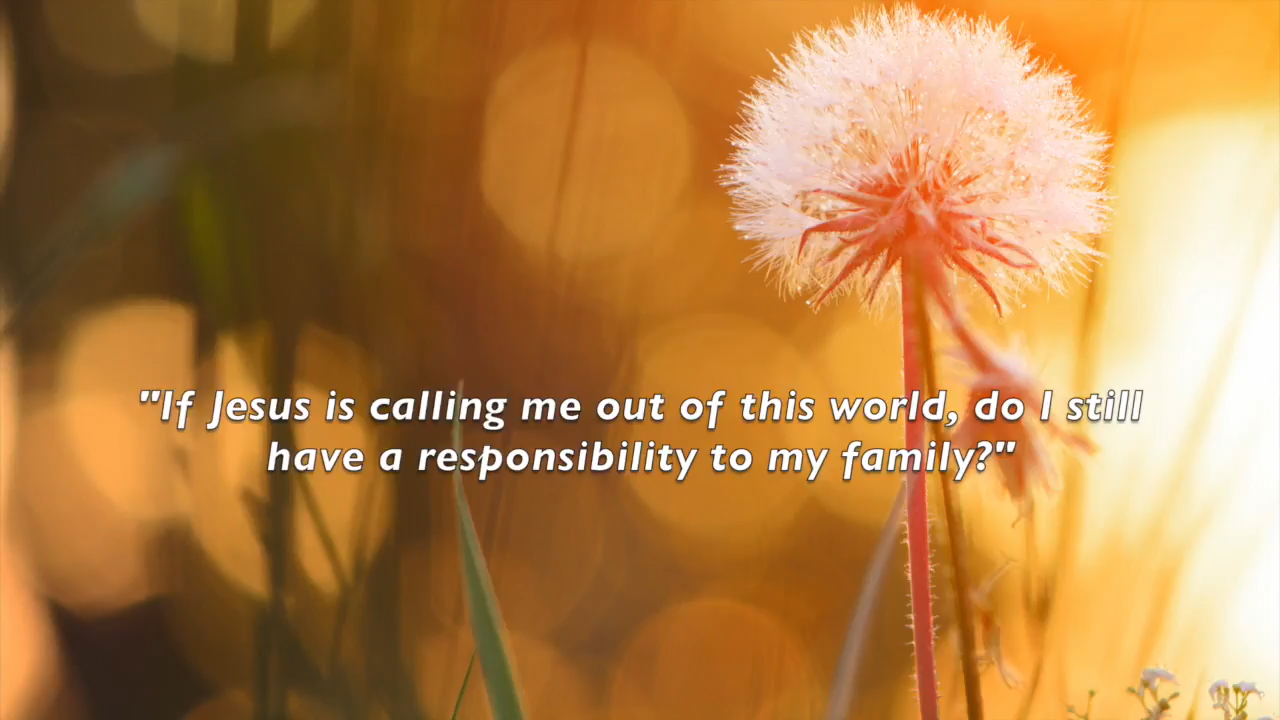 "If Jesus is calling me out of this world, do I still
have a responsibility to my family?"